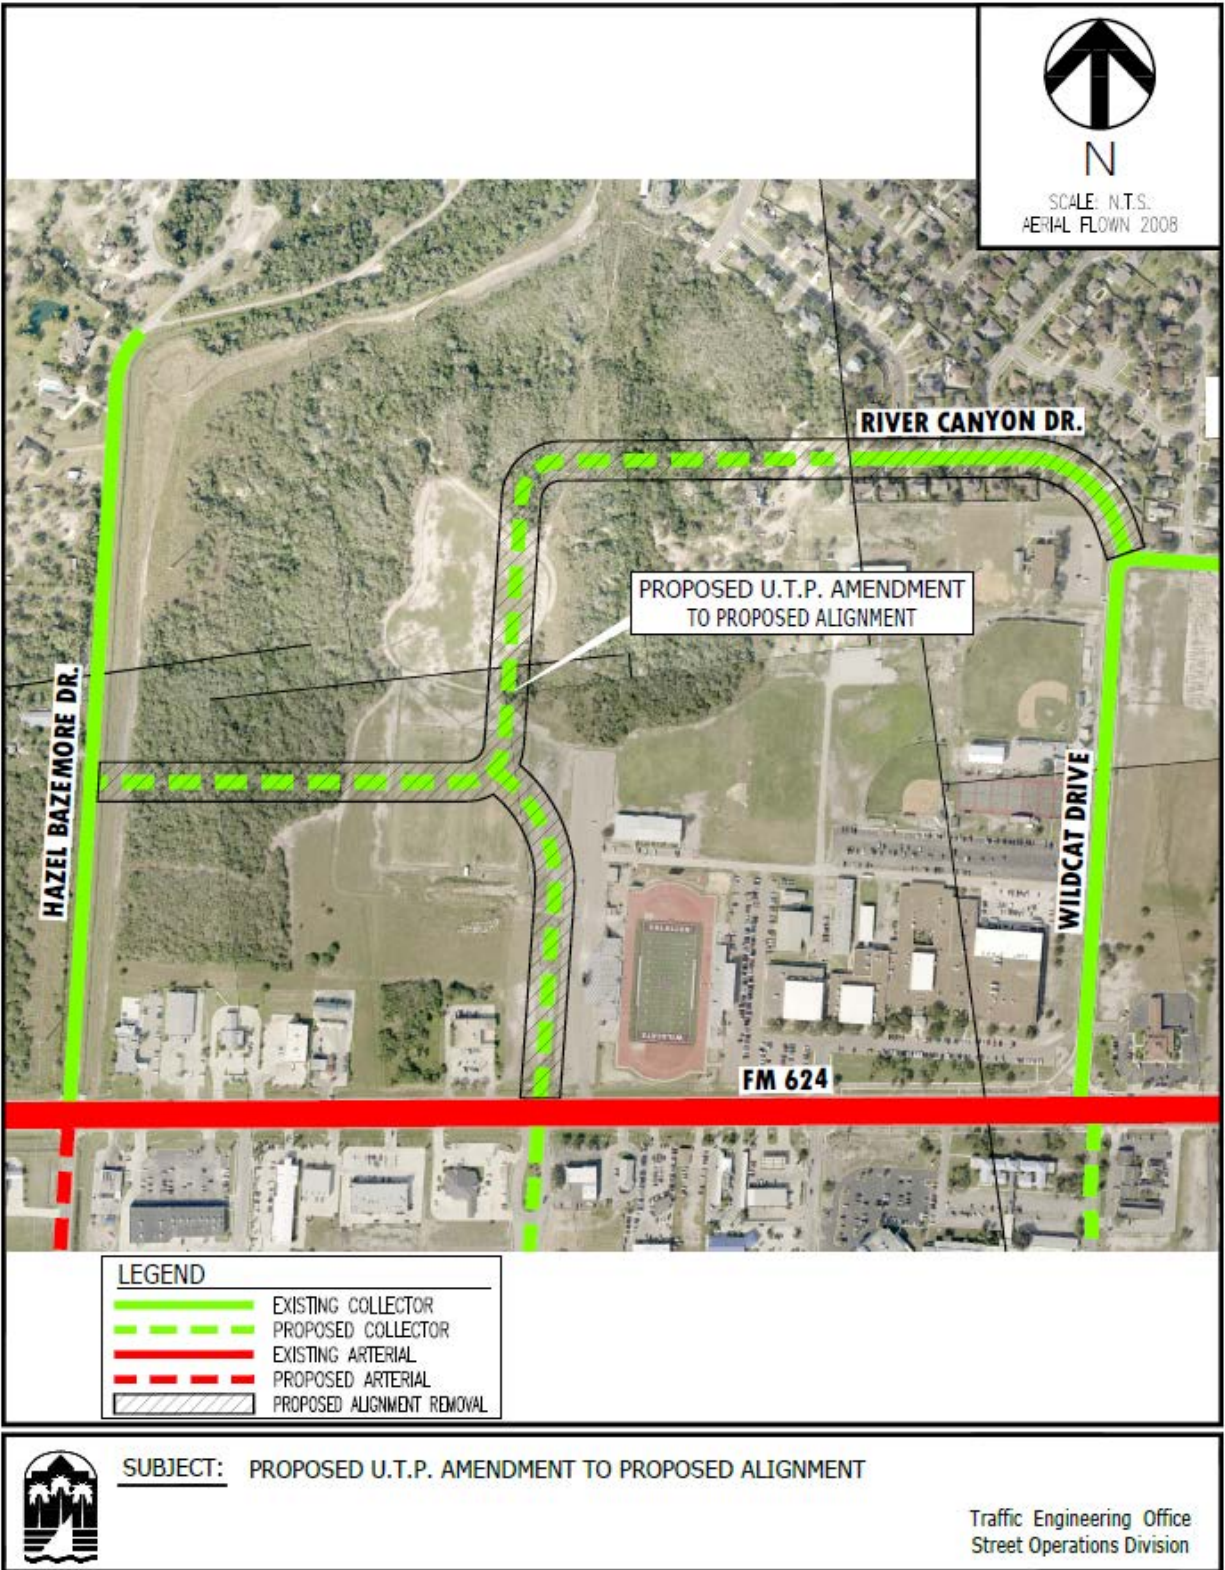 N
SCALE: N.T.S.
AERIAL FLOWN 2008
RIVER CANYON DR.
PROPOSED U.T.P. AMENDMENT
TO PROPOSED ALIGNMENT
HAZEL BAZEMORE DR.
WILDCAT DRIVE
WILDCATS
FM 624
LEGEND
EXISTING COLLECTOR
PROPOSED COLLECTOR
EXISTING ARTERIAL
PROPOSED ARTERIAL
PROPOSED ALIGNMENT REMOVAL
SUBJECT: PROPOSED U.T.P. AMENDMENT TO PROPOSED ALIGNMENT
Traffic Engineering Office
Street Operations Division